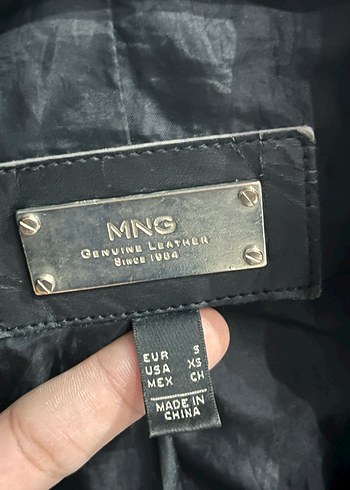 MNG
GENUINE LEATHER
SINCE 1984
EUR S
USA XS
MEX CH
MADE IN
CHINA